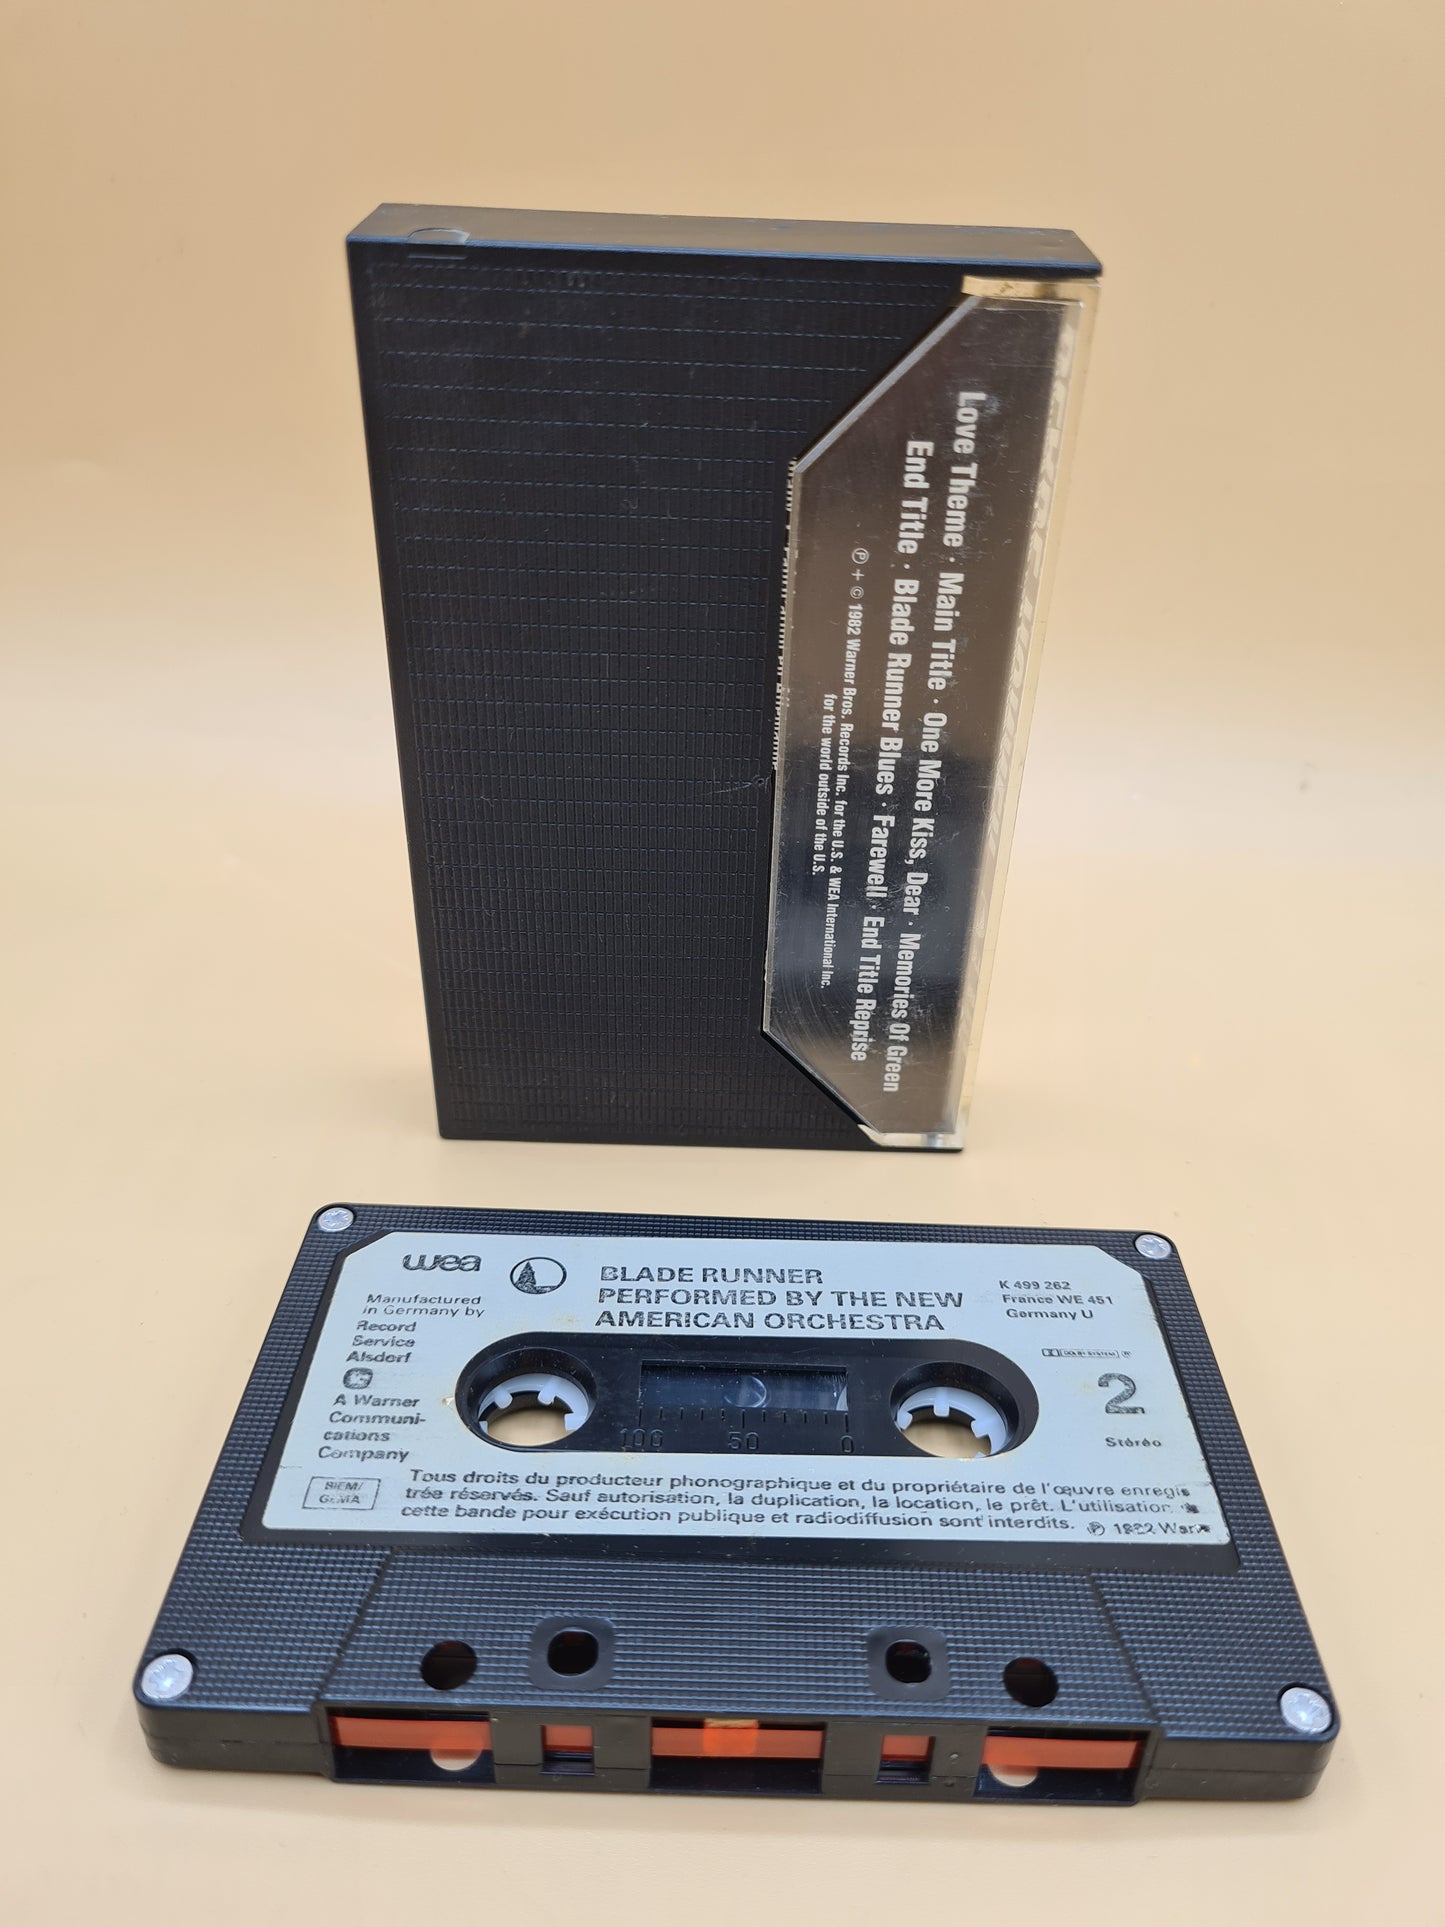 Love Theme · Main Title · One More Kiss, Dear · Memories Of Green
End Title · Blade Runner Blues · Farewell · End Title Reprise
℗ + © 1982 Warner Bros. Records Inc. for the U.S. & WEA International Inc.
for the world outside of the U.S.
wea
BLADE RUNNER
PERFORMED BY THE NEW
AMERICAN ORCHESTRA
K 499 262
France WE 451
Germany U
Manufactured
in Germany by
Record
Service
Alsdorf
A Warner
Communi-
cations
Company
DOLBY SYSTEM
2
Stéréo
100 50 0
BIEM/
GEMA
Tous droits du producteur phonographique et du propriétaire de l'œuvre enregis
trée réservés. Sauf autorisation, la duplication, la location, le prêt. L'utilisation
cette bande pour exécution publique et radiodiffusion sont interdits. ℗ 1982 Warn